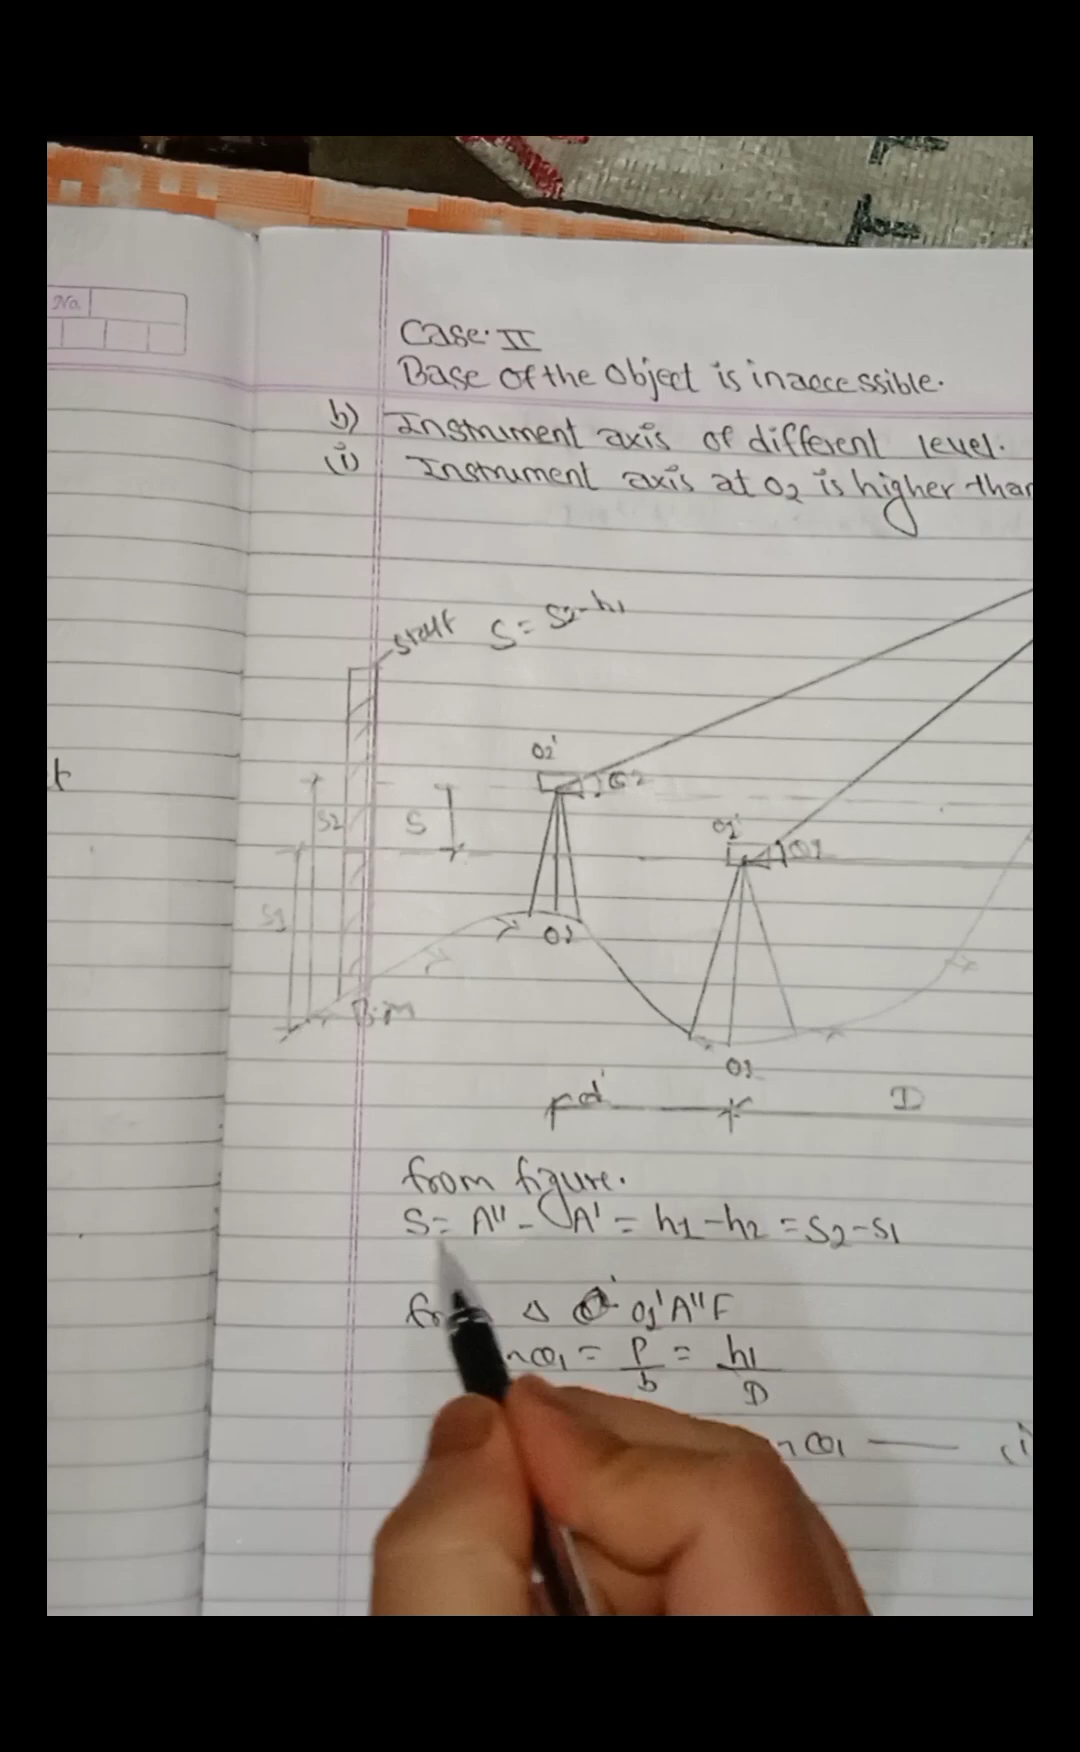 No.
Case. II
Base of the object is inaccessible.
b) Instrument axis of different level.
(i) Instrument axis at O2 is higher than
staff S = S2-h1
O2'
S2
S
O1'
S1
O2
B.M
O1
d
D
from figure.
S = A'' - A' = h1 - h2 = S2 - S1
Δ O1'A''F
= P/b = h1/D